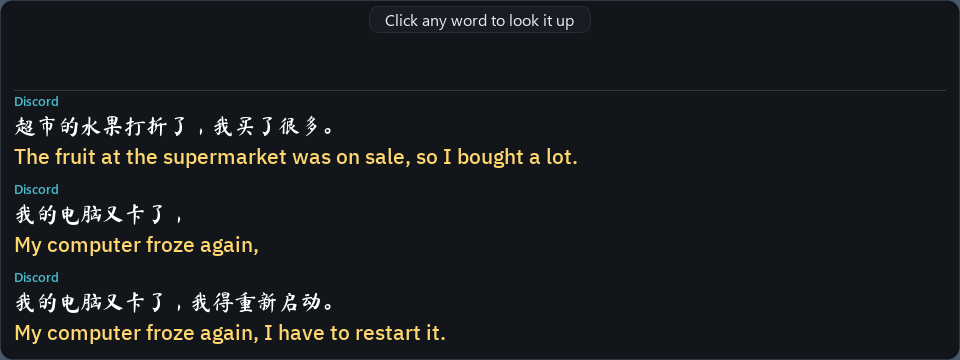 Click any word to look it up
Discord
超市的水果打折了，我买了很多。
The fruit at the supermarket was on sale, so I bought a lot.
Discord
我的电脑又卡了，
My computer froze again,
Discord
我的电脑又卡了，我得重新启动。
My computer froze again, I have to restart it.